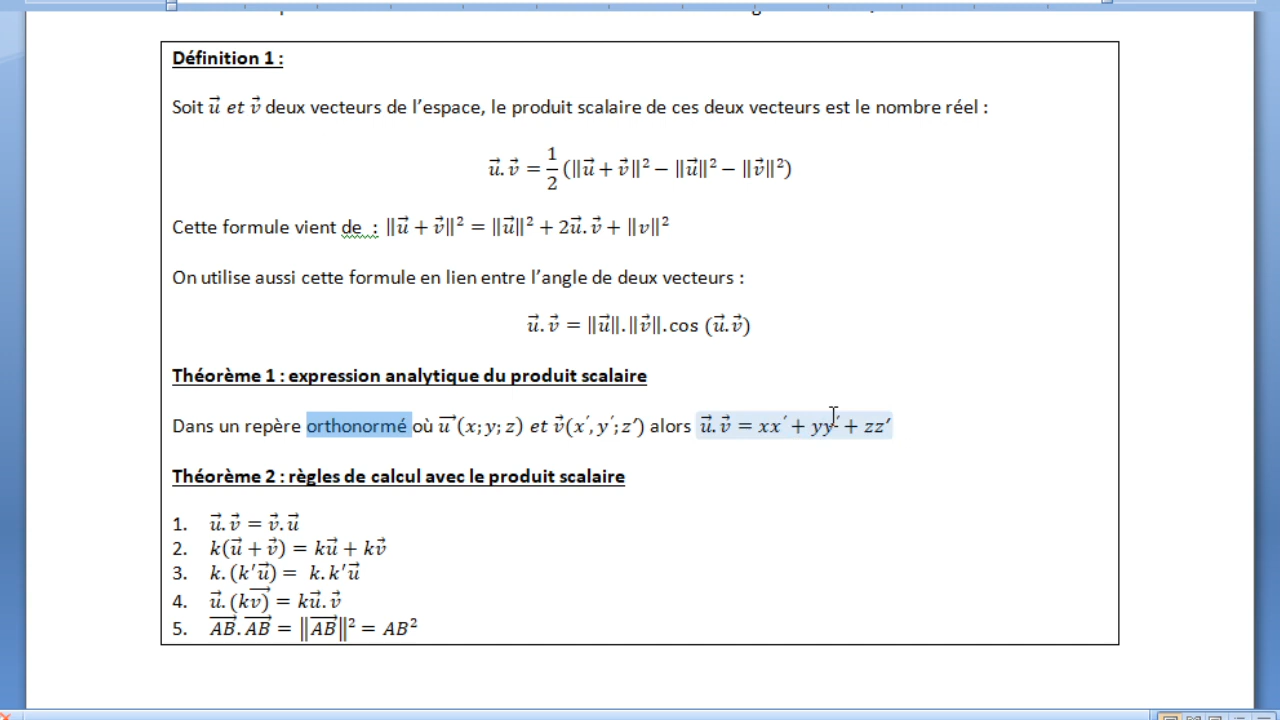 Définition 1 :
Soit u⃗ et v⃗ deux vecteurs de l’espace, le produit scalaire de ces deux vecteurs est le nombre réel :
u⃗. v⃗ = 1/2 (‖u⃗ + v⃗‖² − ‖u⃗‖² − ‖v⃗‖²)
Cette formule vient de : ‖u⃗ + v⃗‖² = ‖u⃗‖² + 2u⃗. v⃗ + ‖v‖²
On utilise aussi cette formule en lien entre l’angle de deux vecteurs :
u⃗. v⃗ = ‖u⃗‖.‖v⃗‖.cos (u⃗. v⃗)
Théorème 1 : expression analytique du produit scalaire
Dans un repère orthonormé où u⃗ (x; y; z) et v⃗(x′, y′; z′) alors u⃗. v⃗ = xx′ + yy′ + zz′
Théorème 2 : règles de calcul avec le produit scalaire
1. u⃗. v⃗ = v⃗. u⃗
2. k(u⃗ + v⃗) = ku⃗ + kv⃗
3. k. (k′u⃗) = k. k′u⃗
4. u⃗. (kv⃗) = ku⃗. v⃗
5. AB⃗. AB⃗ = ‖AB⃗‖² = AB²